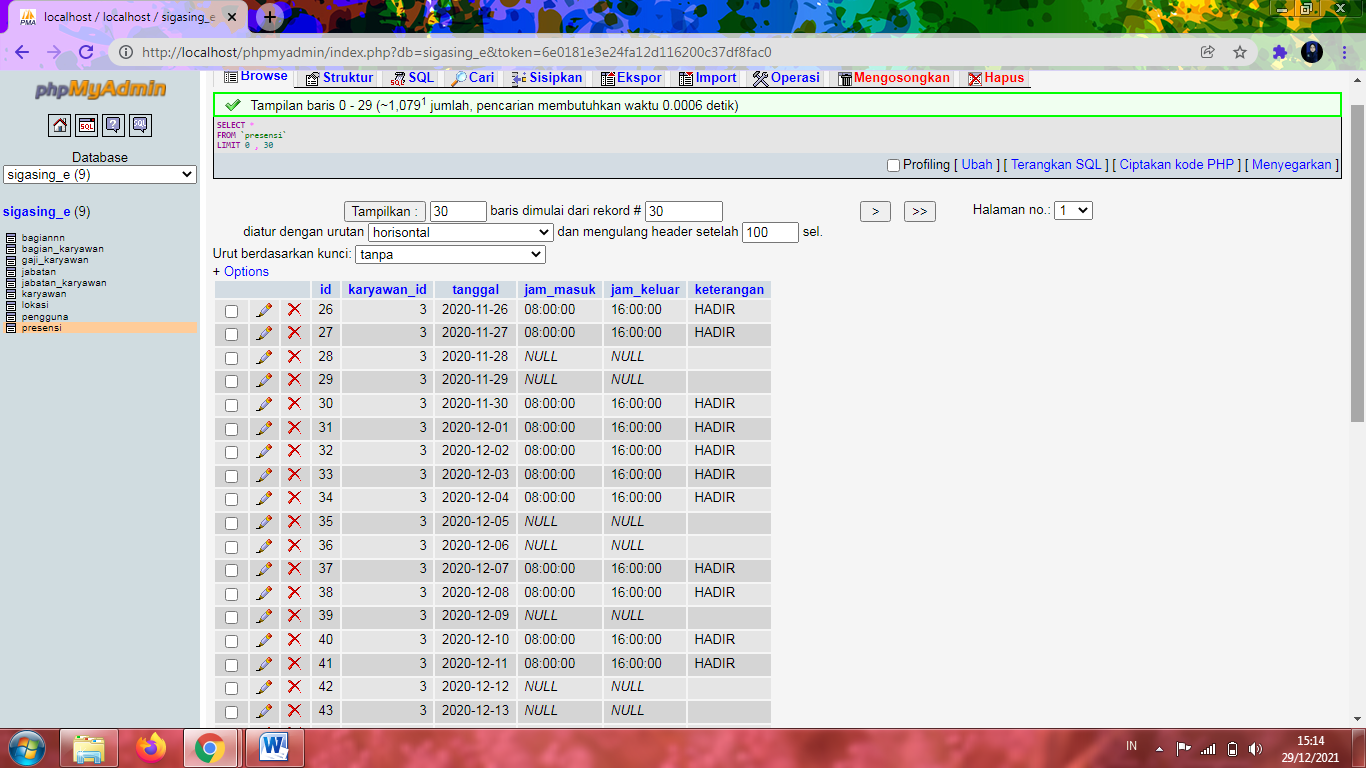 localhost / localhost / sigasing_e
http://localhost/phpmyadmin/index.php?db=sigasing_e&token=6e0181e3e24fa12d116200c37df8fac0
phpMyAdmin
Database
sigasing_e (9)
sigasing_e (9)
bagiannn
bagian_karyawan
gaji_karyawan
jabatan
jabatan_karyawan
karyawan
lokasi
pengguna
presensi
Browse Struktur SQL Cari Sisipkan Ekspor Import Operasi Mengosongkan Hapus
Tampilan baris 0 - 29 (~1,079¹ jumlah, pencarian membutuhkan waktu 0.0006 detik)
SELECT *
FROM `presensi`
LIMIT 0 , 30
Profiling [ Ubah ] [ Terangkan SQL ] [ Ciptakan kode PHP ] [ Menyegarkan ]
Tampilkan : 30 baris dimulai dari rekord # 30 > >> Halaman no.: 1
diatur dengan urutan horisontal dan mengulang header setelah 100 sel.
Urut berdasarkan kunci: tanpa
+ Options
id karyawan_id tanggal jam_masuk jam_keluar keterangan
26 3 2020-11-26 08:00:00 16:00:00 HADIR
27 3 2020-11-27 08:00:00 16:00:00 HADIR
28 3 2020-11-28 NULL NULL
29 3 2020-11-29 NULL NULL
30 3 2020-11-30 08:00:00 16:00:00 HADIR
31 3 2020-12-01 08:00:00 16:00:00 HADIR
32 3 2020-12-02 08:00:00 16:00:00 HADIR
33 3 2020-12-03 08:00:00 16:00:00 HADIR
34 3 2020-12-04 08:00:00 16:00:00 HADIR
35 3 2020-12-05 NULL NULL
36 3 2020-12-06 NULL NULL
37 3 2020-12-07 08:00:00 16:00:00 HADIR
38 3 2020-12-08 08:00:00 16:00:00 HADIR
39 3 2020-12-09 NULL NULL
40 3 2020-12-10 08:00:00 16:00:00 HADIR
41 3 2020-12-11 08:00:00 16:00:00 HADIR
42 3 2020-12-12 NULL NULL
43 3 2020-12-13 NULL NULL
IN
15:14
29/12/2021